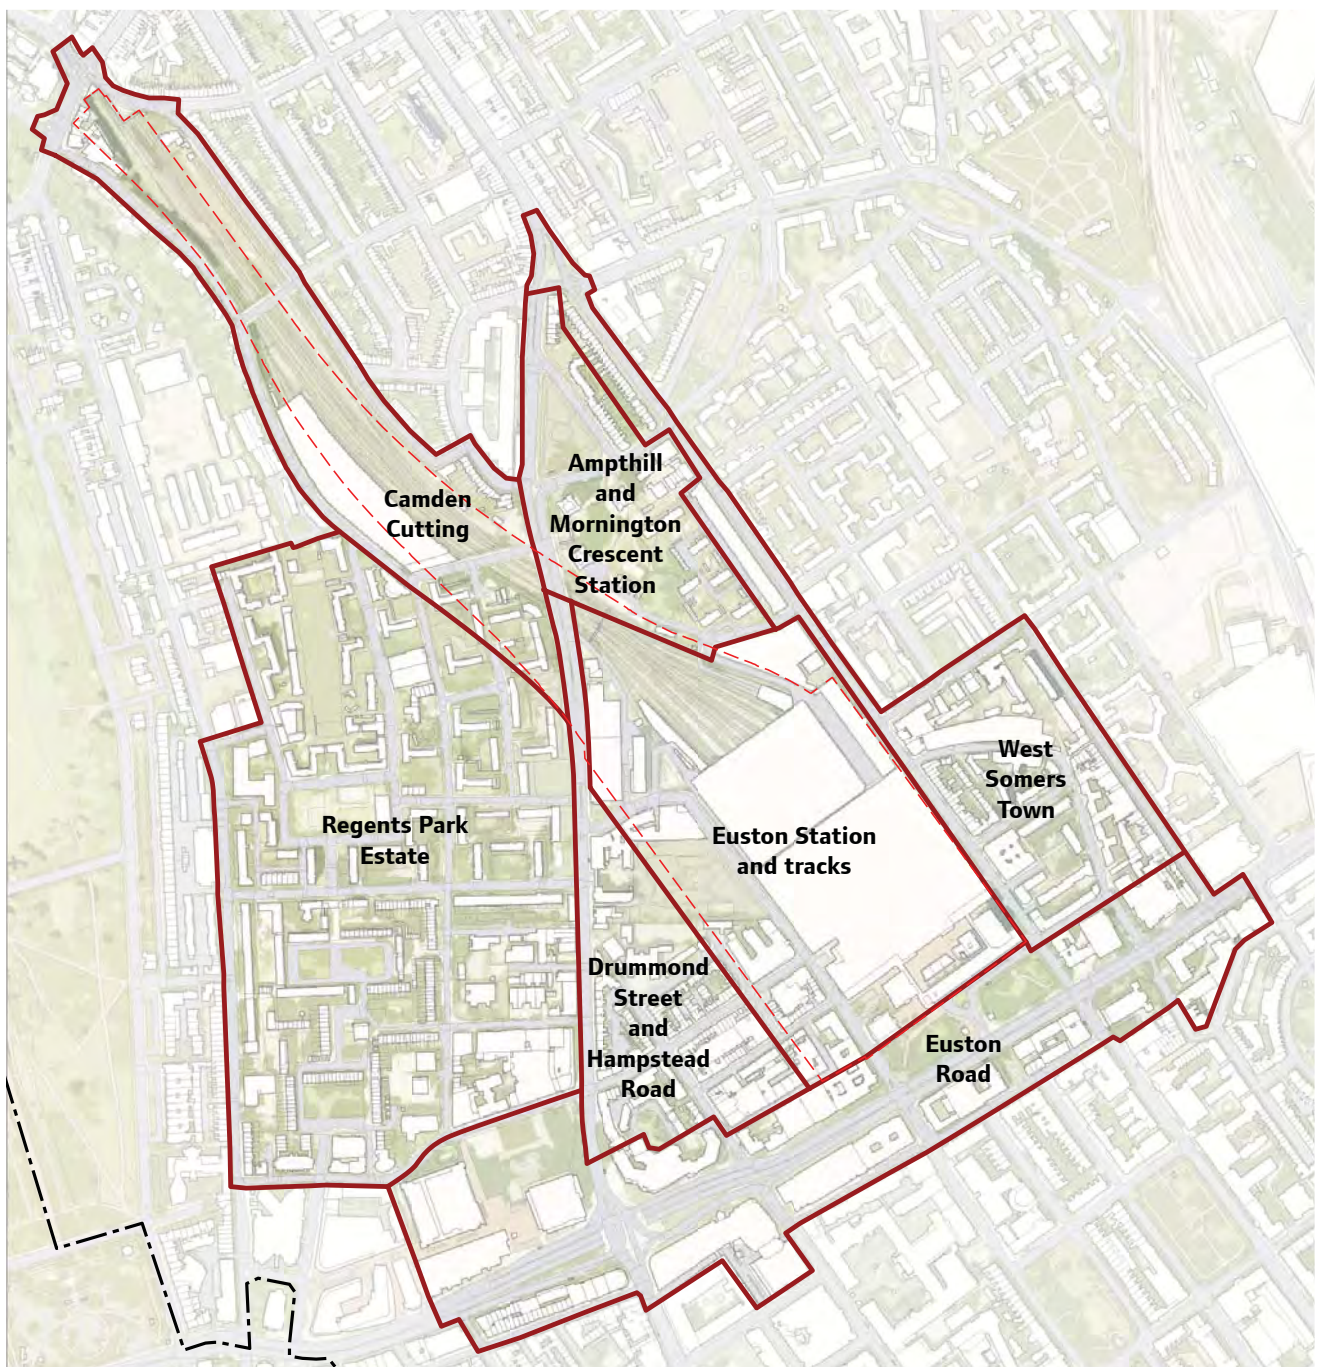 Ampthill
and
Mornington
Crescent
Station
Camden
Cutting
West
Somers
Town
Regents Park
Estate
Euston Station
and tracks
Drummond
Street
and
Hampstead
Road
Euston
Road